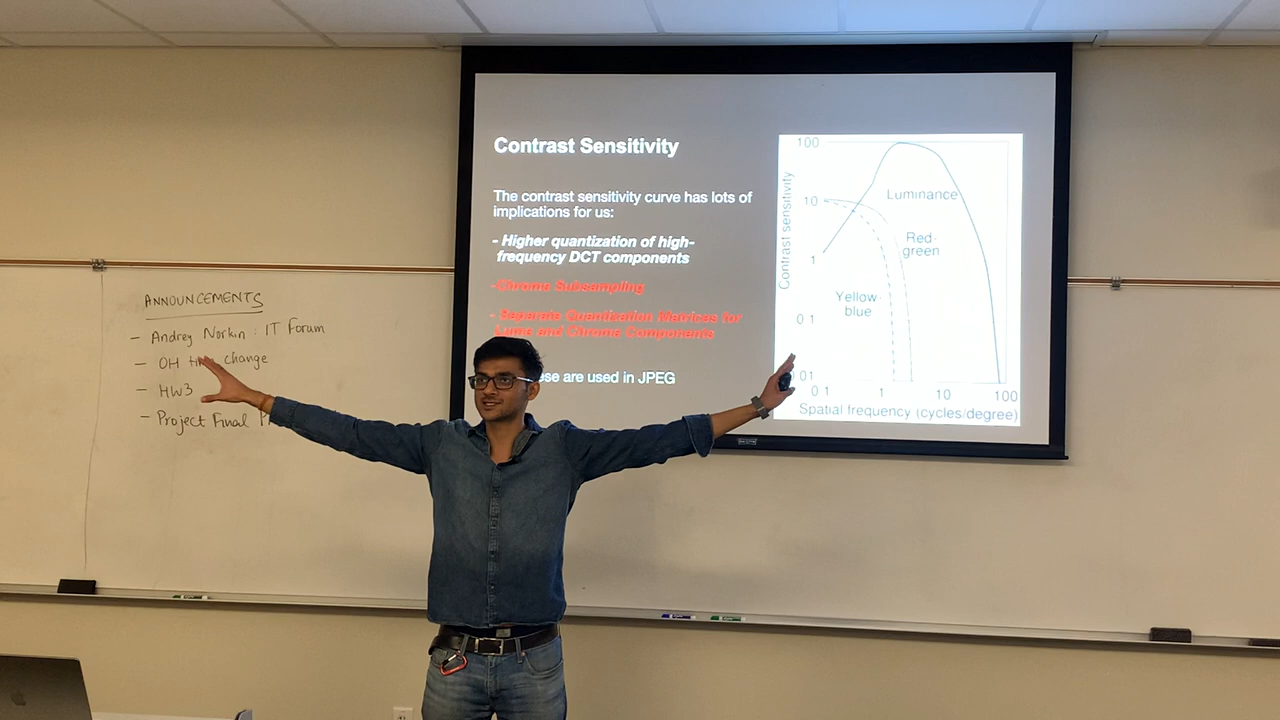 ANNOUNCEMENTS
- Andrey Norkin : IT Forum
- OH change
- HW3
- Project Final
Contrast Sensitivity
The contrast sensitivity curve has lots of
implications for us:
- Higher quantization of high-
frequency DCT components
-Chroma Subsampling
- Separate Quantization Matrices for
Luma and Chroma Components
are used in JPEG
Contrast sensitivity
100
10
1
0 1
01
Luminance
Red-
green
Yellow-
blue
0 1 1 10 100
Spatial frequency (cycles/degree)